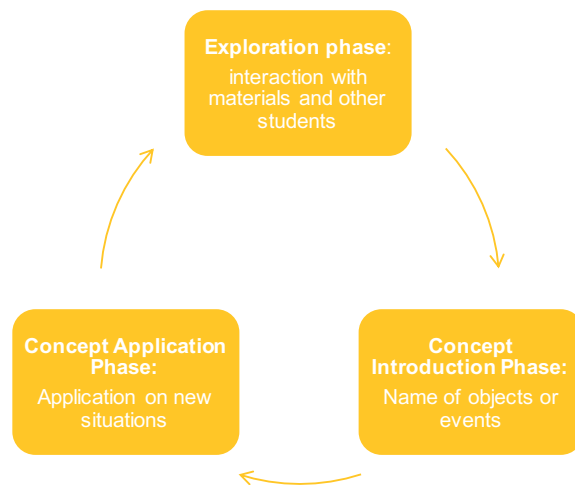 Exploration phase:
interaction with
materials and other
students
Concept
Introduction Phase:
Name of objects or
events
Concept Application
Phase:
Application on new
situations